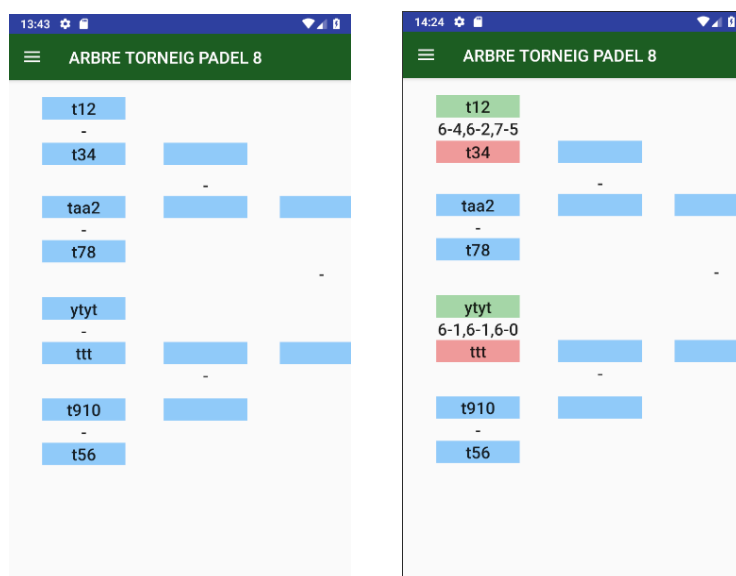 13:43
ARBRE TORNEIG PADEL 8
t12
-
t34
-
taa2
-
t78
-
ytyt
-
ttt
-
t910
-
t56
14:24
ARBRE TORNEIG PADEL 8
t12
6-4,6-2,7-5
t34
-
taa2
-
t78
-
ytyt
6-1,6-1,6-0
ttt
-
t910
-
t56